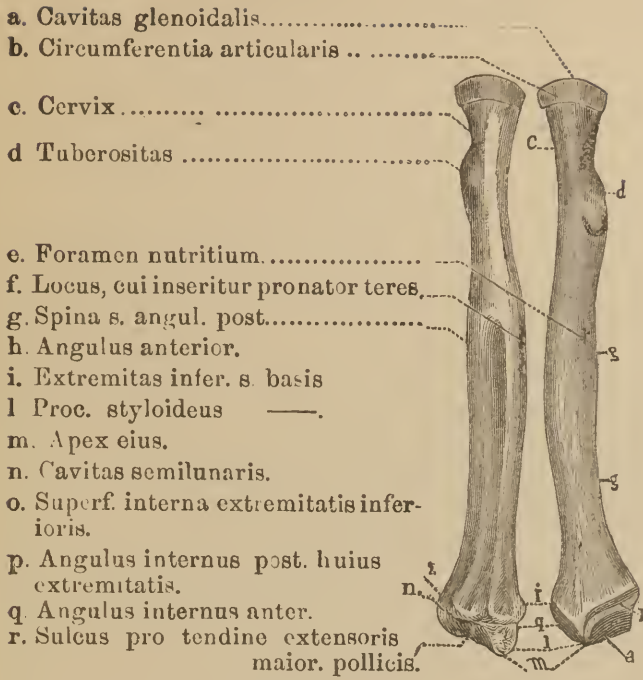 a. Cavitas glenoidalis
b. Circumferentia articularis
c. Cervix
d Tuberositas
e. Foramen nutritium.
f. Locus, cui inseritur pronator teres
g. Spina s. angul. post.
h. Angulus anterior.
i. Extremitas infer. s. basis
l Proc. styloideus ——.
m. Apex eius.
n. Cavitas semilunaris.
o. Superf. interna extremitatis infer-
ioris.
p. Angulus internus post. huius
extremitatis.
q. Angulus internus anter.
r. Sulcus pro tendine extensoris
maior. pollicis.
c
d
g
g
n.
i
q
l
m
a